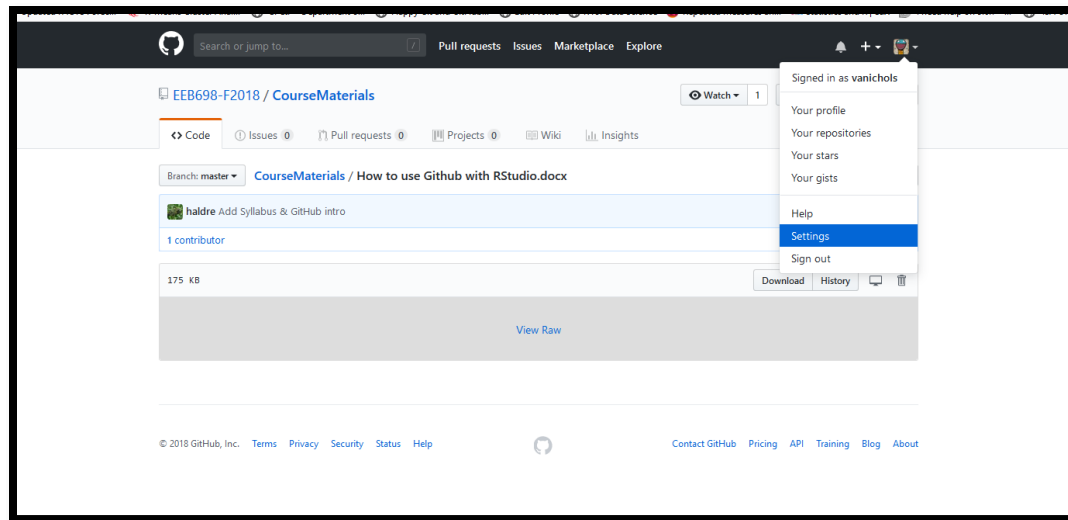 Search or jump to... / Pull requests Issues Marketplace Explore
Signed in as vanichols
Your profile
Your repositories
Your stars
Your gists
Help
Settings
Sign out
EEB698-F2018 / CourseMaterials
Watch 1
Code Issues 0 Pull requests 0 Projects 0 Wiki Insights
Branch: master CourseMaterials / How to use Github with RStudio.docx
haldre Add Syllabus & GitHub intro
1 contributor
175 KB
Download History
View Raw
© 2018 GitHub, Inc. Terms Privacy Security Status Help
Contact GitHub Pricing API Training Blog About